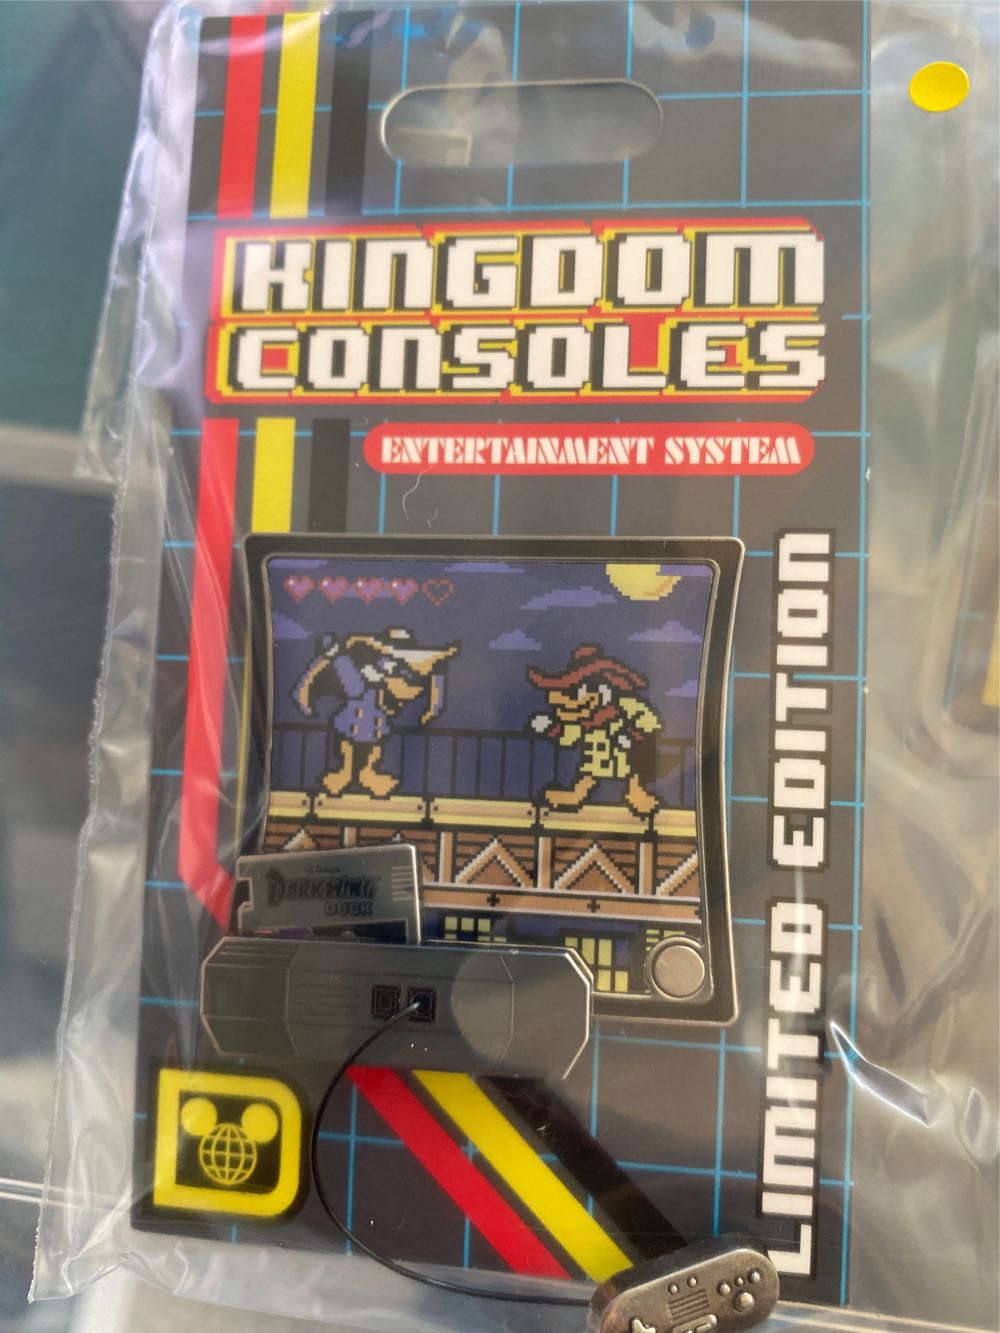 KINGDOM
CONSOLES
ENTERTAINMENT SYSTEM
LIMITED EDITION
Disney's
DARKWING
DUCK